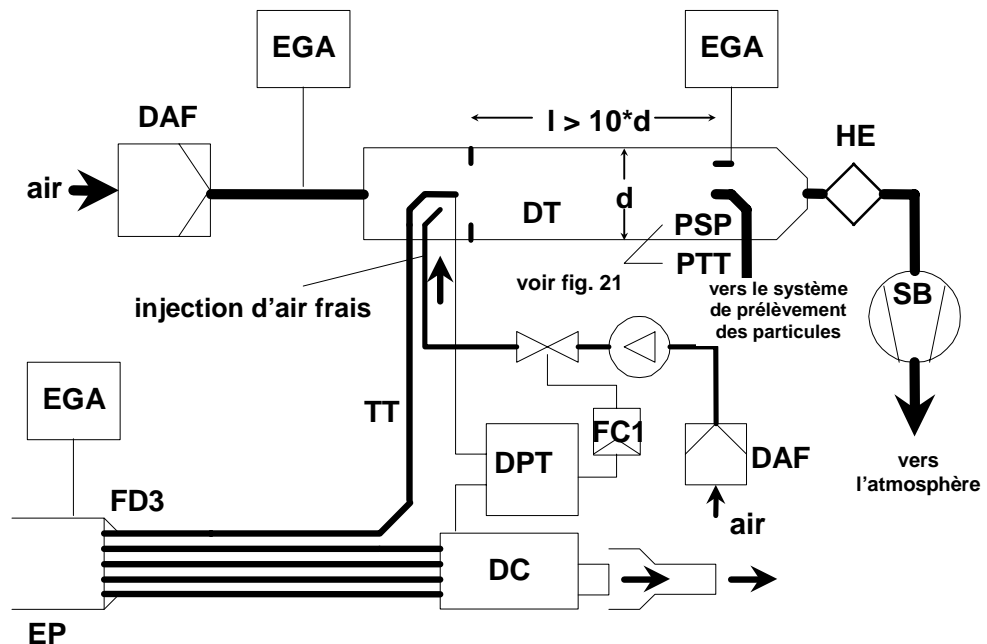 EGA
EGA
DAF
l > 10*d
HE
air
d
DT
PSP
PTT
voir fig. 21
injection d'air frais
vers le système
de prélèvement
des particules
SB
EGA
TT
FC1
DPT
DAF
vers
l'atmosphère
FD3
air
DC
EP